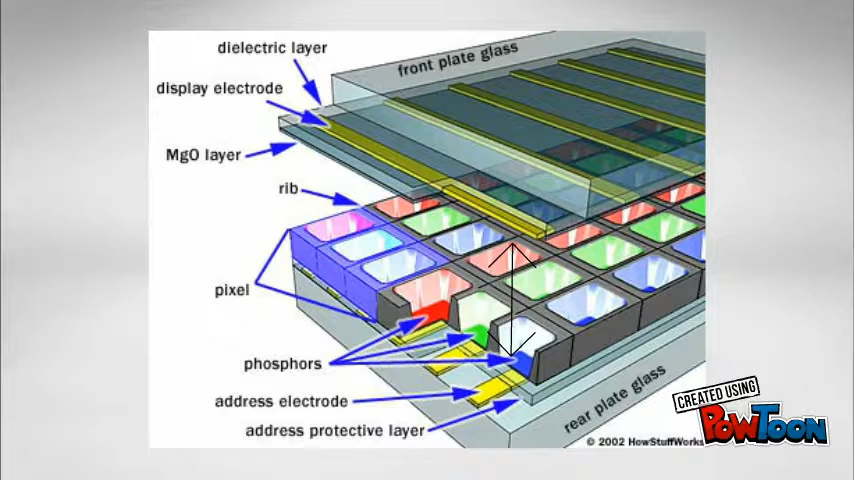 dielectric layer
front plate glass
display electrode
MgO layer
rib
pixel
phosphors
address electrode
address protective layer
rear plate glass
© 2002 HowStuffWorks
CREATED USING
POWTOON